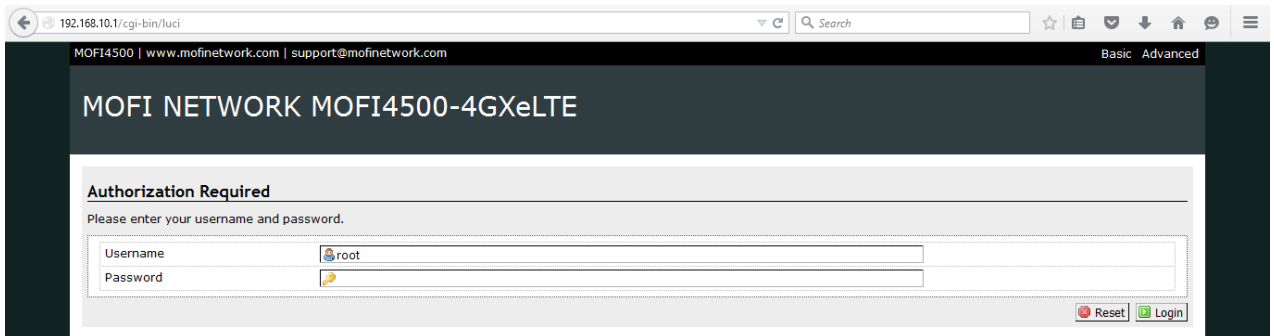 192.168.10.1/cgi-bin/luci Search
MOFI4500 | www.mofinetwork.com | support@mofinetwork.com Basic Advanced
MOFI NETWORK MOFI4500-4GXeLTE
Authorization Required
Please enter your username and password.
Username root
Password
Reset Login